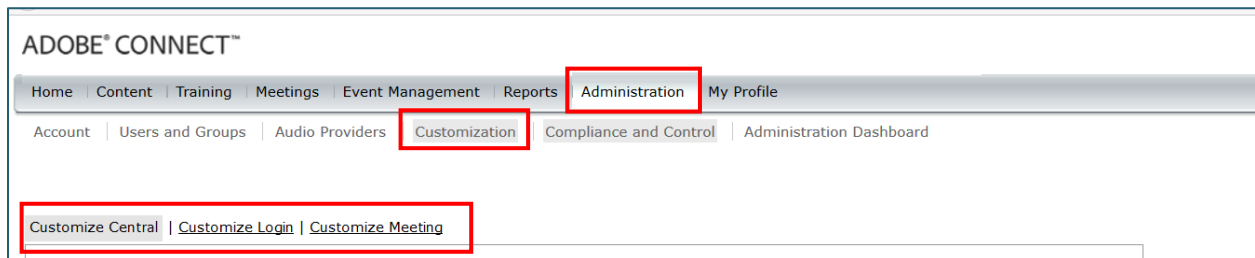 ADOBE® CONNECT™
Home | Content | Training | Meetings | Event Management | Reports | Administration | My Profile
Account | Users and Groups | Audio Providers | Customization | Compliance and Control | Administration Dashboard
Customize Central | Customize Login | Customize Meeting